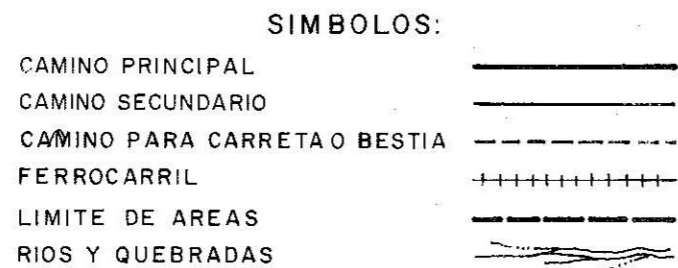 SIMBOLOS:
CAMINO PRINCIPAL
CAMINO SECUNDARIO
CAMINO PARA CARRETA O BESTIA
FERROCARRIL
LIMITE DE AREAS
RIOS Y QUEBRADAS